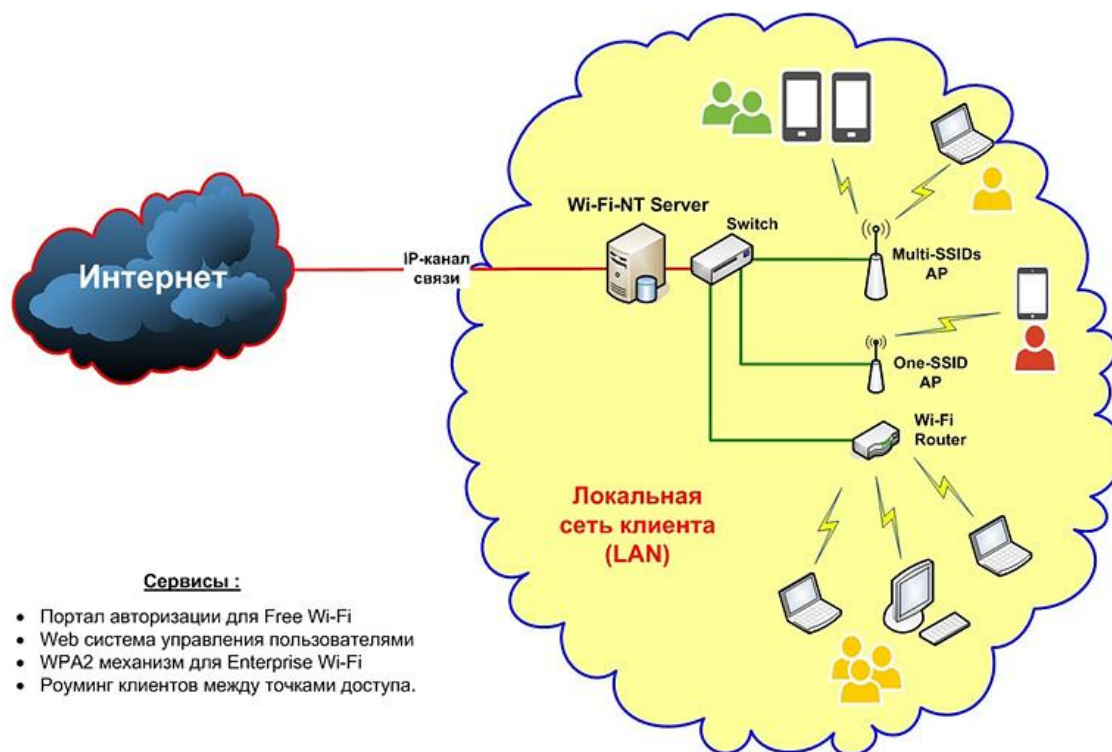 Интернет
IP-канал
связи
Wi-Fi-NT Server
Switch
Multi-SSIDs
AP
One-SSID
AP
Wi-Fi
Router
Локальная
сеть клиента
(LAN)
Сервисы :
• Портал авторизации для Free Wi-Fi
• Web система управления пользователями
• WPA2 механизм для Enterprise Wi-Fi
• Роуминг клиентов между точками доступа.